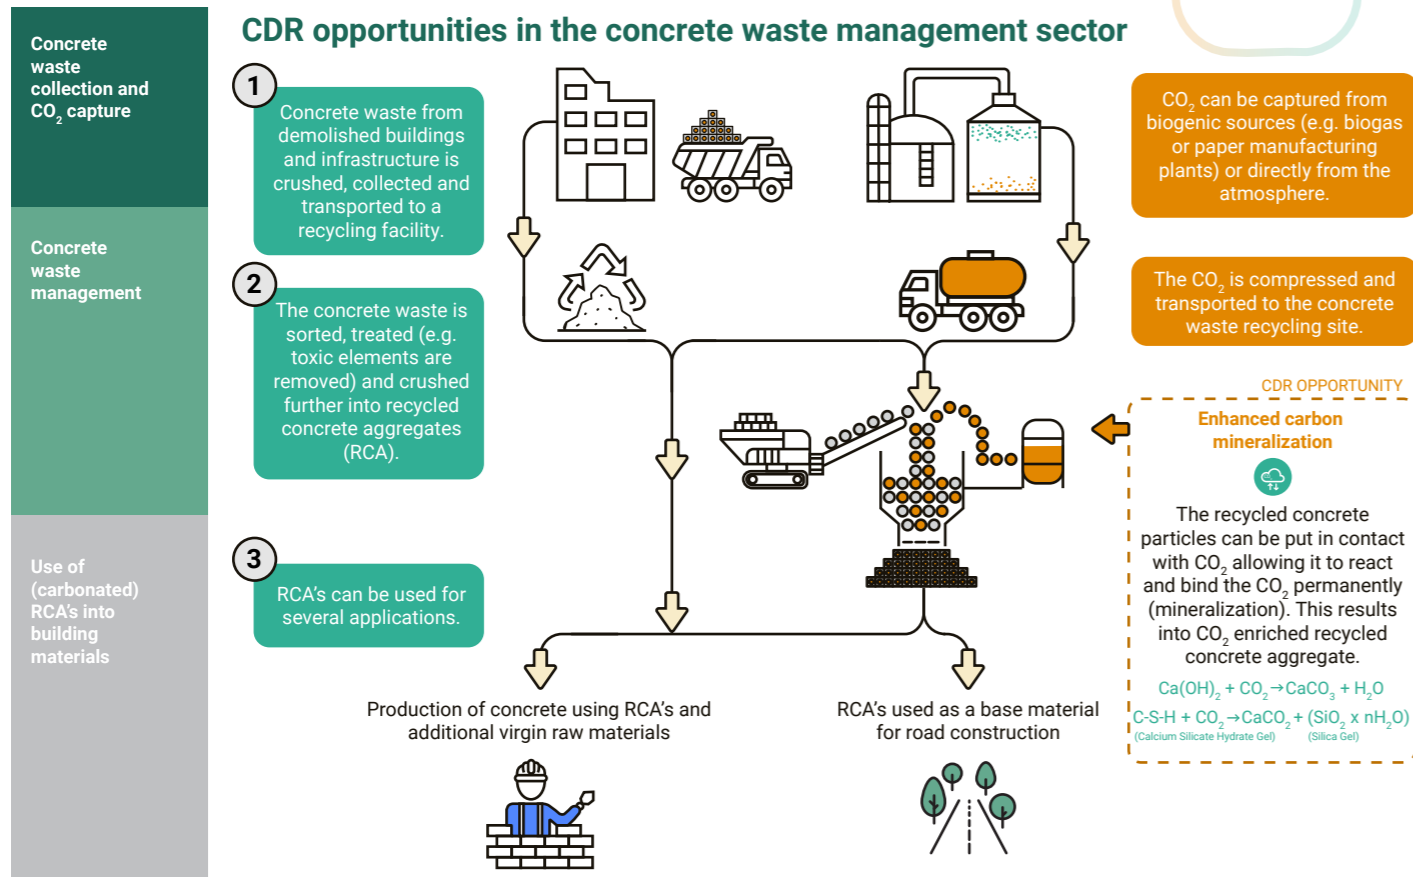 CDR opportunities in the concrete waste management sector
Concrete
waste
collection and
CO₂ capture
1
Concrete waste from
demolished buildings
and infrastructure is
crushed, collected and
transported to a
recycling facility.
CO₂ can be captured from
biogenic sources (e.g. biogas
or paper manufacturing
plants) or directly from the
atmosphere.
Concrete
waste
management
2
The concrete waste is
sorted, treated (e.g.
toxic elements are
removed) and crushed
further into recycled
concrete aggregates
(RCA).
The CO₂ is compressed and
transported to the concrete
waste recycling site.
CDR OPPORTUNITY
Enhanced carbon
mineralization
The recycled concrete
particles can be put in contact
with CO₂ allowing it to react
and bind the CO₂ permanently
(mineralization). This results
into CO₂ enriched recycled
concrete aggregate.
Ca(OH)₂ + CO₂→CaCO₃ + H₂O
C-S-H + CO₂→CaCO₂ + (SiO₂ x nH₂O)
(Calcium Silicate Hydrate Gel) (Silica Gel)
Use of
(carbonated)
RCA's into
building
materials
3
RCA's can be used for
several applications.
Production of concrete using RCA's and
additional virgin raw materials
RCA's used as a base material
for road construction